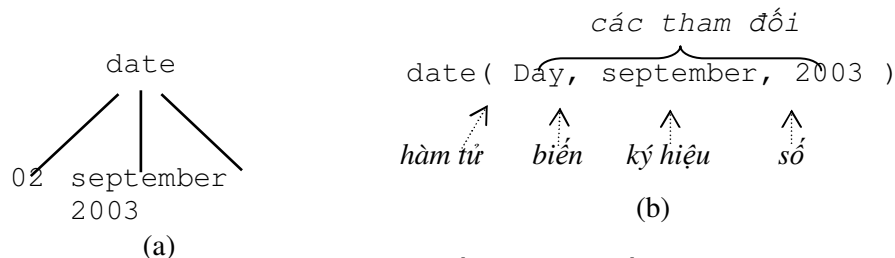 date
02 september
2003
(a)
các tham đối
date( Day, september, 2003 )
hàm tử biến ký hiệu số
(b)